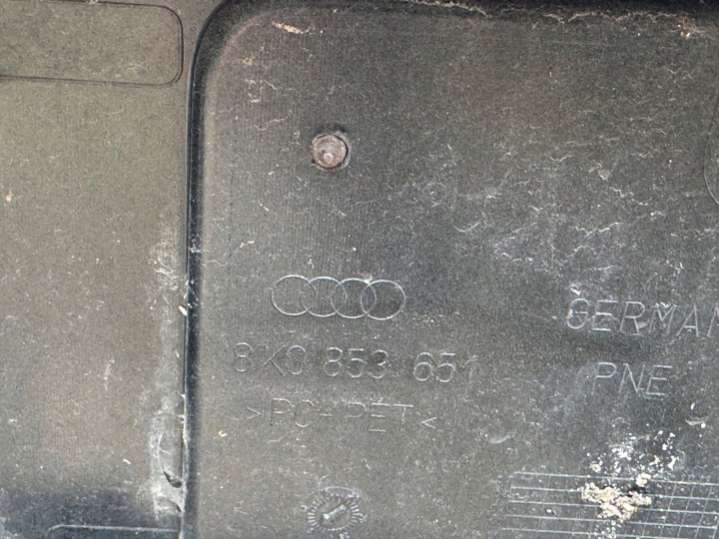 8K0 853 651
GERMAN
PNE
>PC+PET<